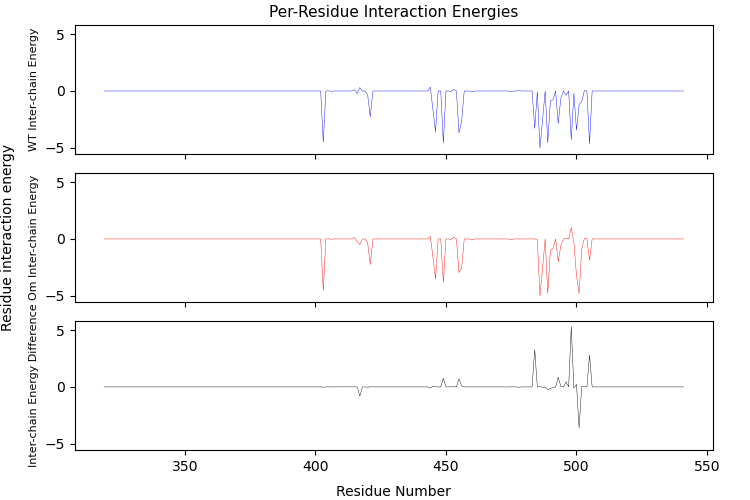 Per-Residue Interaction Energies
Residue interaction energy
WT Inter-chain Energy
5
0
−5
Om Inter-chain Energy
5
0
−5
Inter-chain Energy Difference
5
0
−5
350
400
450
500
550
Residue Number